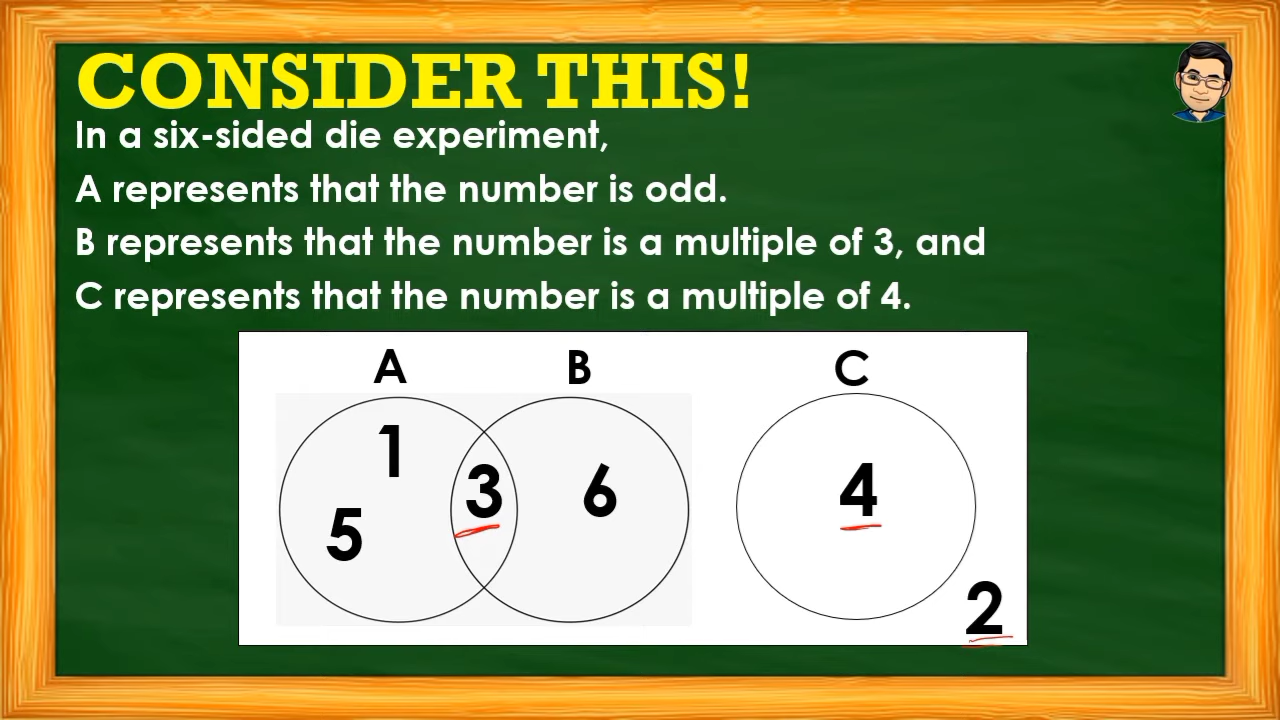 CONSIDER THIS!
In a six-sided die experiment,
A represents that the number is odd.
B represents that the number is a multiple of 3, and
C represents that the number is a multiple of 4.
A B C
1
5 3 6 4
2